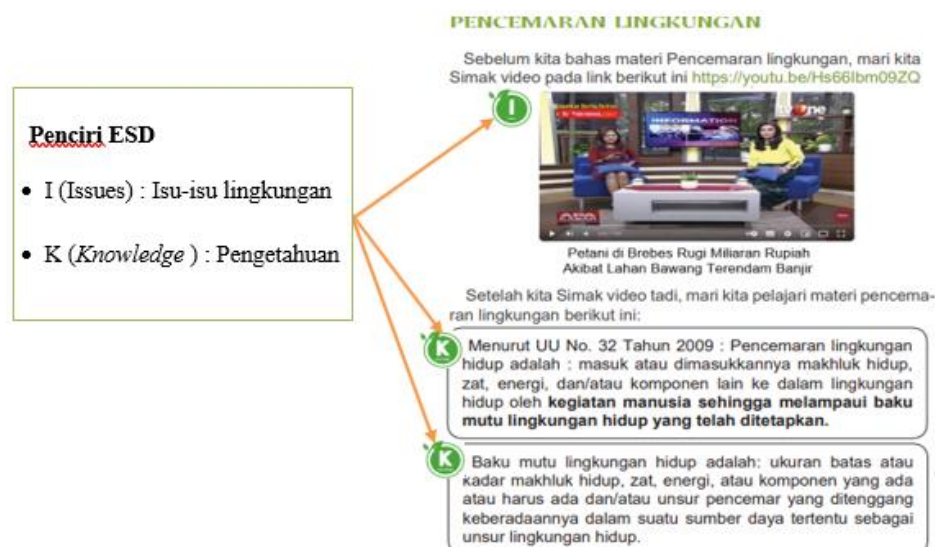 PENCEMARAN LINGKUNGAN
Sebelum kita bahas materi Pencemaran lingkungan, mari kita
Simak video pada link berikut ini https://youtu.be/Hs66Ibm09ZQ
Penciri ESD
• I (Issues) : Isu-isu lingkungan
• K (Knowledge ) : Pengetahuan
I
INFORMATION
one
APA
Petani di Brebes Rugi Miliaran Rupiah
Akibat Lahan Bawang Terendam Banjir
Setelah kita Simak video tadi, mari kita pelajari materi pencema-
ran lingkungan berikut ini:
K
Menurut UU No. 32 Tahun 2009 : Pencemaran lingkungan
hidup adalah : masuk atau dimasukkannya makhluk hidup,
zat, energi, dan/atau komponen lain ke dalam lingkungan
hidup oleh kegiatan manusia sehingga melampaui baku
mutu lingkungan hidup yang telah ditetapkan.
K
Baku mutu lingkungan hidup adalah: ukuran batas atau
kadar makhluk hidup, zat, energi, atau komponen yang ada
atau harus ada dan/atau unsur pencemar yang ditenggang
keberadaannya dalam suatu sumber daya tertentu sebagai
unsur lingkungan hidup.